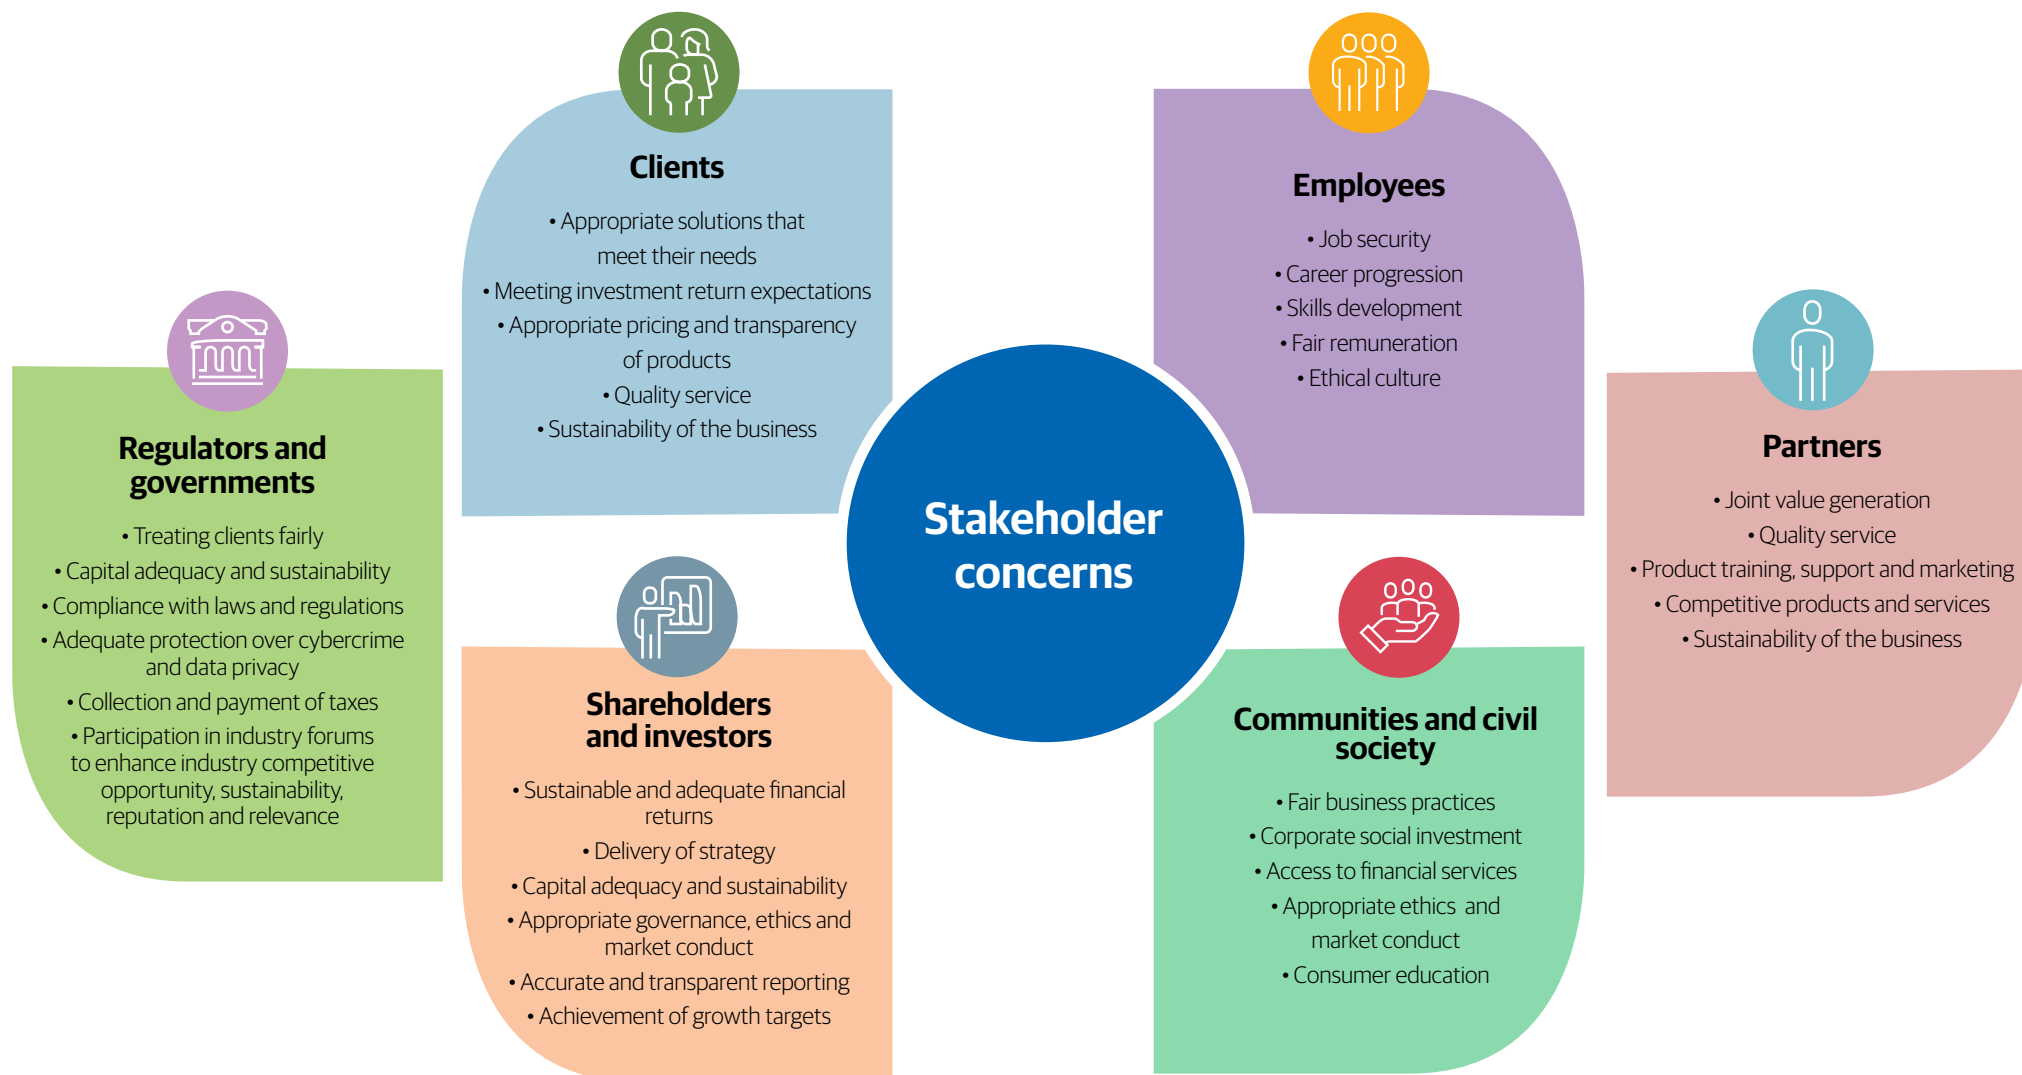 Clients
• Appropriate solutions that
meet their needs
• Meeting investment return expectations
• Appropriate pricing and transparency
of products
• Quality service
• Sustainability of the business
Employees
• Job security
• Career progression
• Skills development
• Fair remuneration
• Ethical culture
Regulators and
governments
• Treating clients fairly
• Capital adequacy and sustainability
• Compliance with laws and regulations
• Adequate protection over cybercrime
and data privacy
• Collection and payment of taxes
• Participation in industry forums
to enhance industry competitive
opportunity, sustainability,
reputation and relevance
Stakeholder
concerns
Partners
• Joint value generation
• Quality service
• Product training, support and marketing
• Competitive products and services
• Sustainability of the business
Shareholders
and investors
• Sustainable and adequate financial
returns
• Delivery of strategy
• Capital adequacy and sustainability
• Appropriate governance, ethics and
market conduct
• Accurate and transparent reporting
• Achievement of growth targets
Communities and civil
society
• Fair business practices
• Corporate social investment
• Access to financial services
• Appropriate ethics and
market conduct
• Consumer education